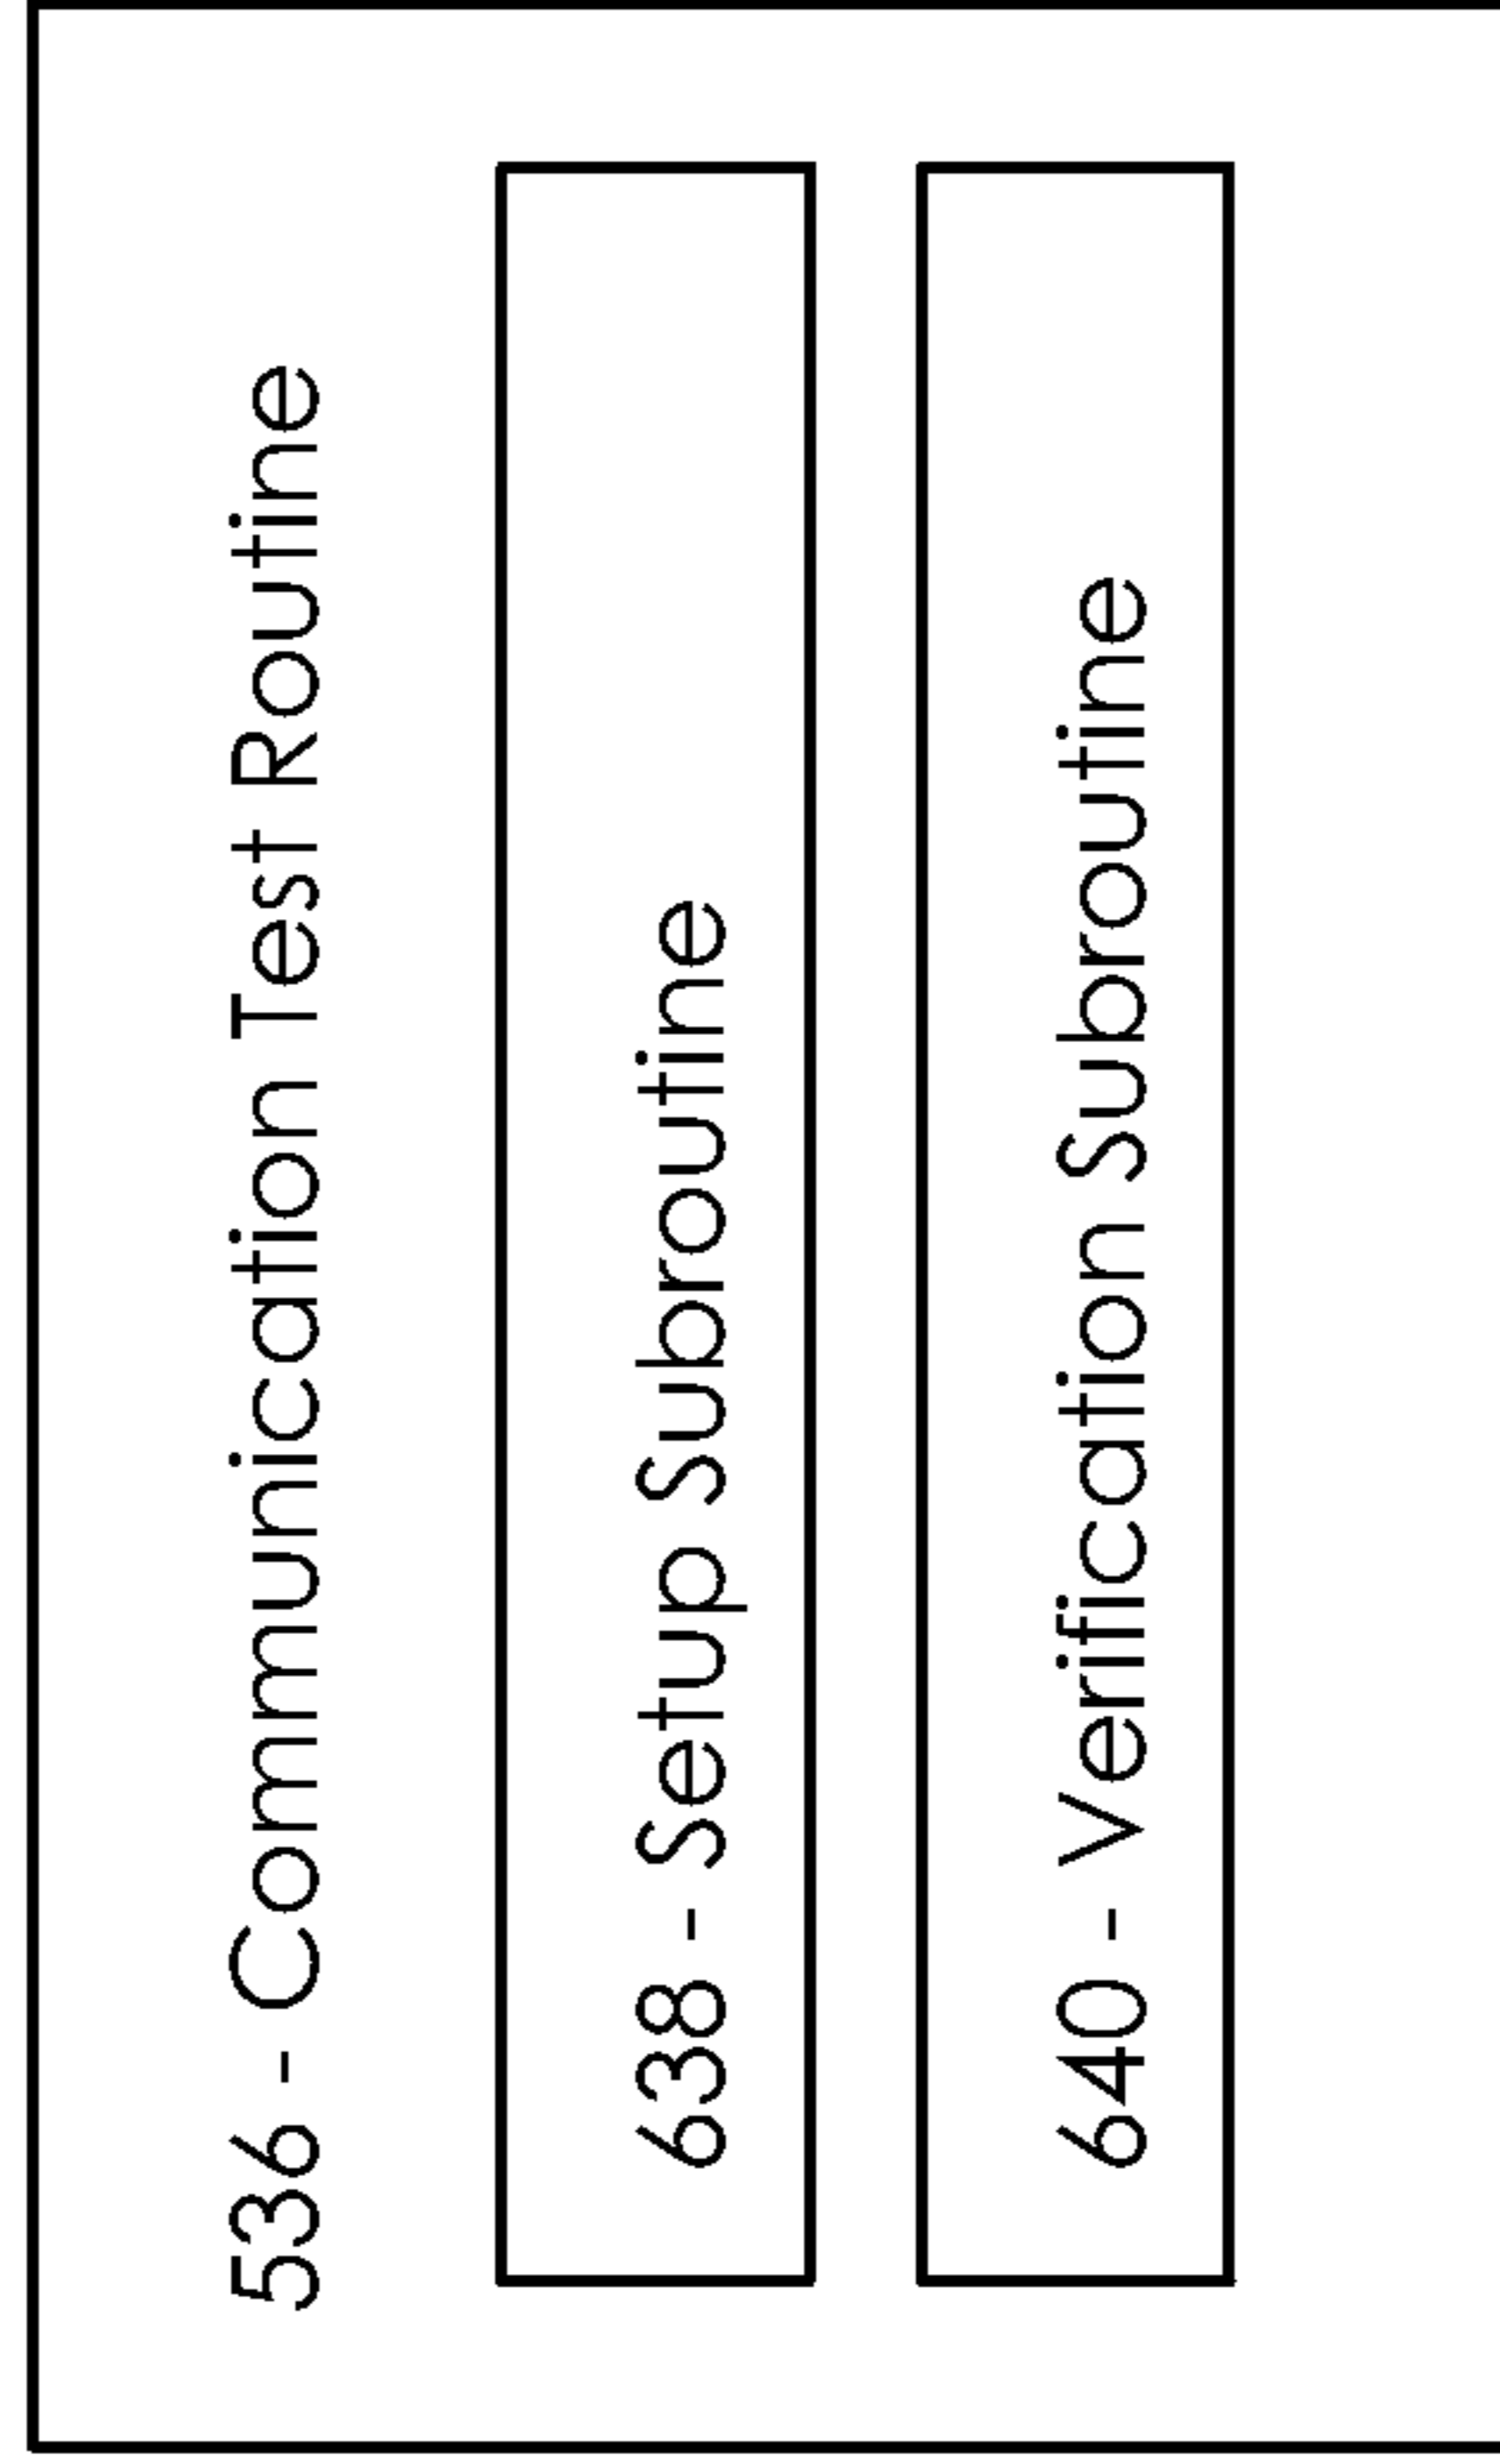 536 - Communication Test Routine
638 - Setup Subroutine
640 - Verification Subroutine